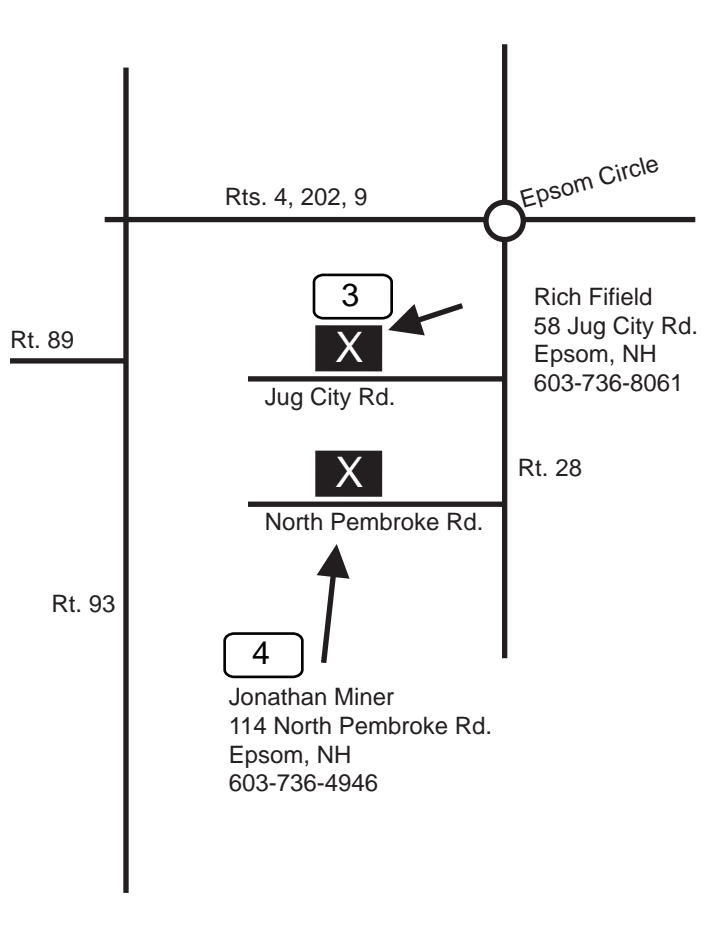 Epsom Circle
Rts. 4, 202, 9
3
Rich Fifield
58 Jug City Rd.
Epsom, NH
603-736-8061
Rt. 89
X
Jug City Rd.
X
Rt. 28
North Pembroke Rd.
Rt. 93
4
Jonathan Miner
114 North Pembroke Rd.
Epsom, NH
603-736-4946